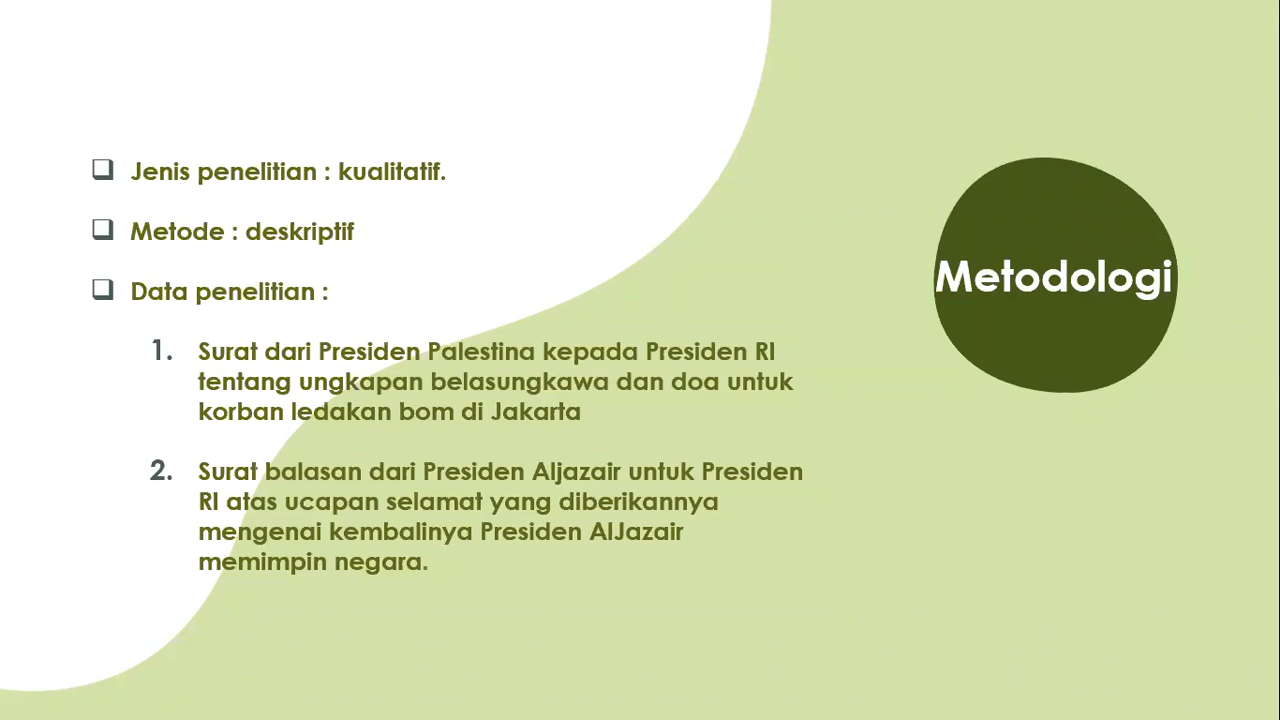 Jenis penelitian : kualitatif.
Metode : deskriptif
Data penelitian :
1. Surat dari Presiden Palestina kepada Presiden RI
tentang ungkapan belasungkawa dan doa untuk
korban ledakan bom di Jakarta
2. Surat balasan dari Presiden Aljazair untuk Presiden
RI atas ucapan selamat yang diberikannya
mengenai kembalinya Presiden AlJazair
memimpin negara.
Metodologi